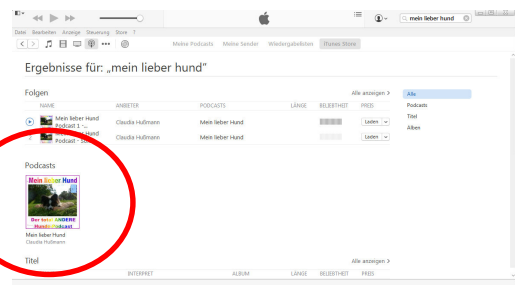 mein lieber hund
Datei Bearbeiten Anzeige Steuerung Store ?
Meine Podcasts Meine Sender Wiedergabelisten iTunes Store
Ergebnisse für: „mein lieber hund"
Folgen
Alle anzeigen >
NAME ANBIETER PODCASTS LÄNGE BELIEBTHEIT PREIS
Mein lieber Hund Podcast 1 -... Claudia Hußmann Mein lieber Hund Laden
Hund Podcast - Claudia Hußmann Mein lieber Hund Laden
Alle
Podcasts
Titel
Alben
Podcasts
Mein lieber Hund
Der total ANDERE
Hunde Podcast
Mein lieber Hund
Claudia Hußmann
Titel
Alle anzeigen >
INTERPRET ALBUM LÄNGE BELIEBTHEIT PREIS